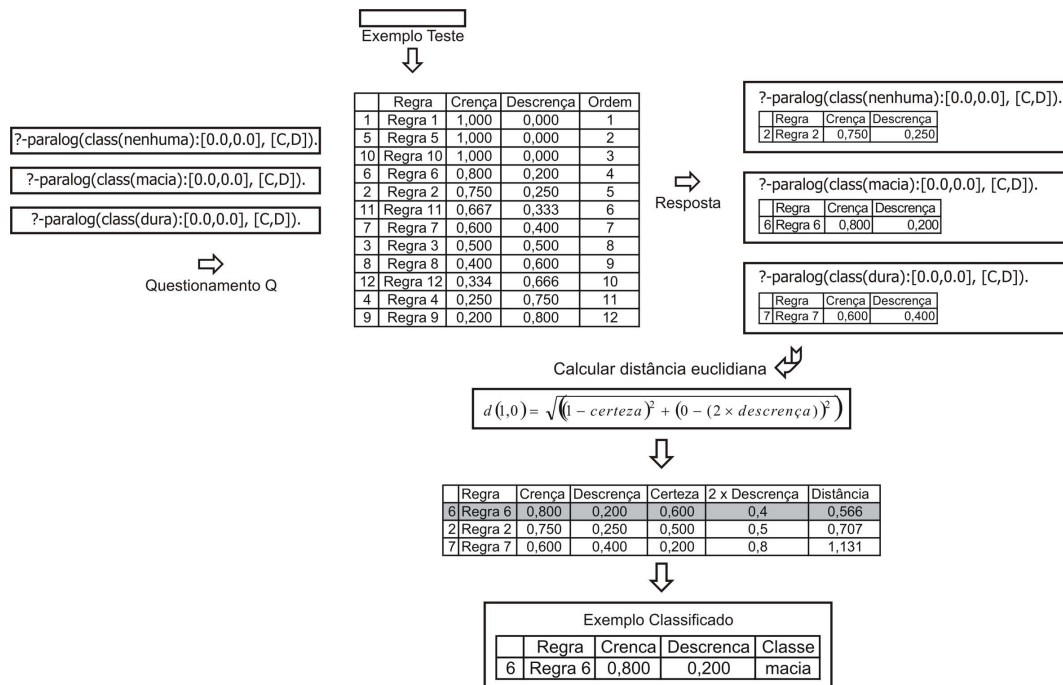 Exemplo Teste
?-paralog(class(nenhuma):[0.0,0.0], [C,D]).
?-paralog(class(macia):[0.0,0.0], [C,D]).
?-paralog(class(dura):[0.0,0.0], [C,D]).
Questionamento Q
Regra Crença Descrença Ordem
1 Regra 1 1,000 0,000 1
5 Regra 5 1,000 0,000 2
10 Regra 10 1,000 0,000 3
6 Regra 6 0,800 0,200 4
2 Regra 2 0,750 0,250 5
11 Regra 11 0,667 0,333 6
7 Regra 7 0,600 0,400 7
3 Regra 3 0,500 0,500 8
8 Regra 8 0,400 0,600 9
12 Regra 12 0,334 0,666 10
4 Regra 4 0,250 0,750 11
9 Regra 9 0,200 0,800 12
Resposta
?-paralog(class(nenhuma):[0.0,0.0], [C,D]).
Regra Crença Descrença
2 Regra 2 0,750 0,250
?-paralog(class(macia):[0.0,0.0], [C,D]).
Regra Crença Descrença
6 Regra 6 0,800 0,200
?-paralog(class(dura):[0.0,0.0], [C,D]).
Regra Crença Descrença
7 Regra 7 0,600 0,400
Calcular distância euclidiana
d(1,0) = √((1 − certeza)² + (0 − (2 × descrença))²)
Regra Crença Descrença Certeza 2 x Descrença Distância
6 Regra 6 0,800 0,200 0,600 0,4 0,566
2 Regra 2 0,750 0,250 0,500 0,5 0,707
7 Regra 7 0,600 0,400 0,200 0,8 1,131
Exemplo Classificado
Regra Crenca Descrenca Classe
6 Regra 6 0,800 0,200 macia